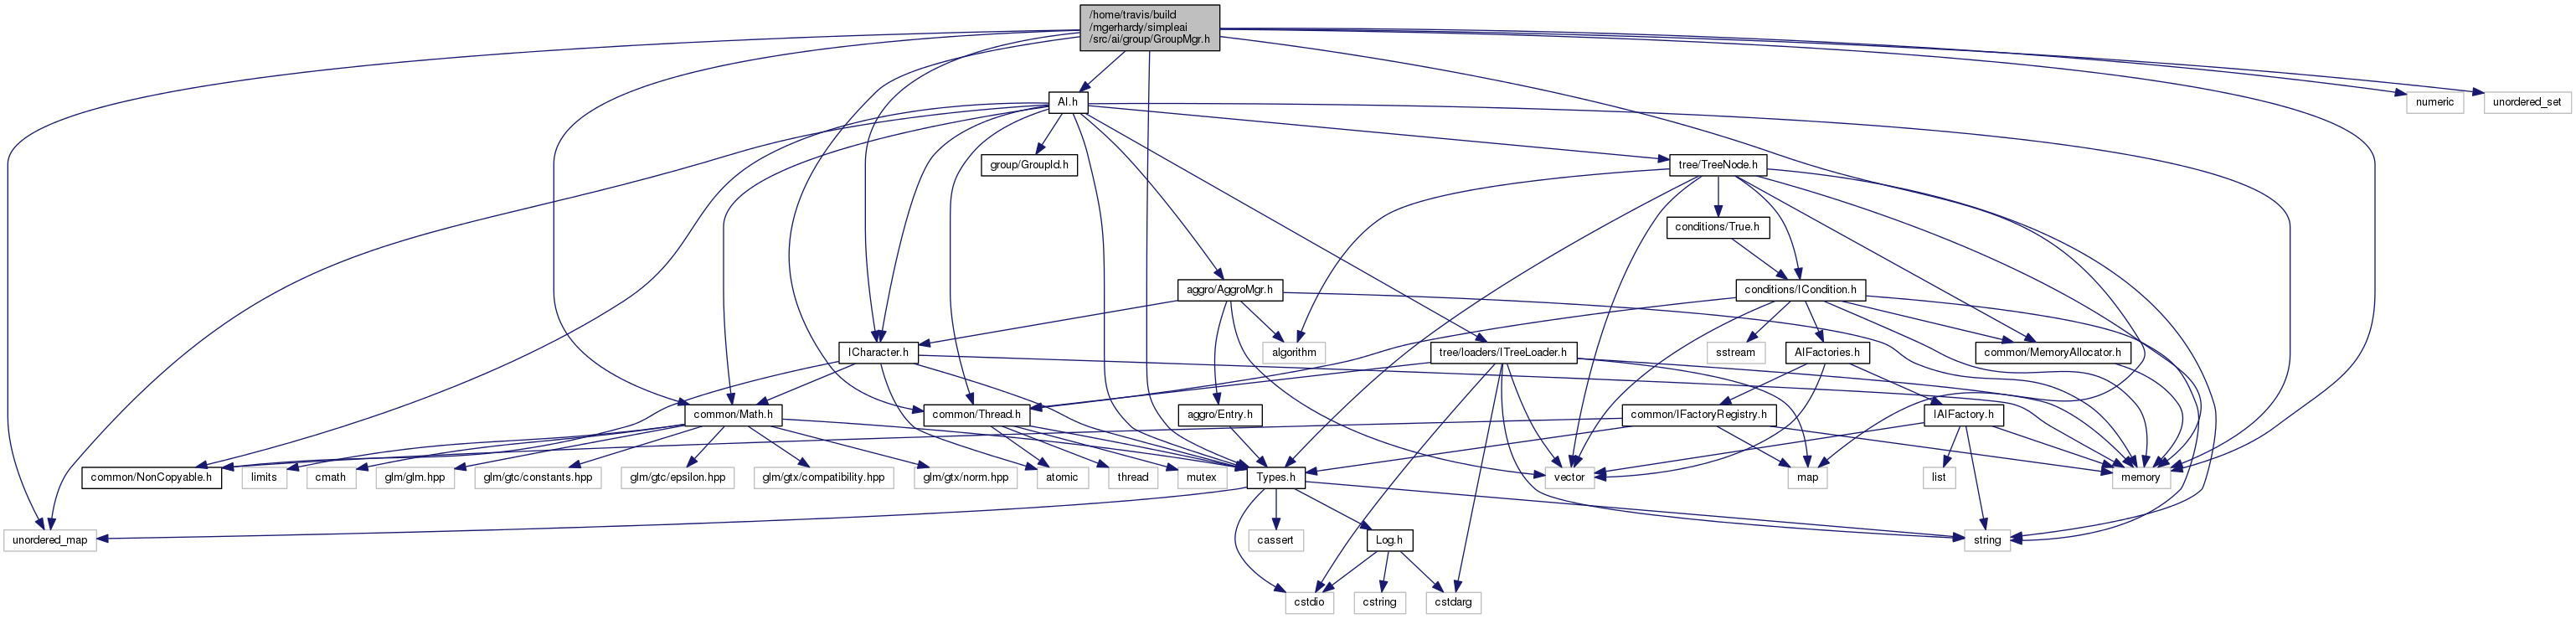 /home/travis/build
/mgerhardy/simpleai
/src/ai/group/GroupMgr.h
AI.h
numeric
unordered_set
group/GroupId.h
tree/TreeNode.h
conditions/True.h
aggro/AggroMgr.h
conditions/ICondition.h
ICharacter.h
algorithm
tree/loaders/ITreeLoader.h
sstream
AIFactories.h
common/MemoryAllocator.h
common/Math.h
common/Thread.h
aggro/Entry.h
common/IFactoryRegistry.h
IAIFactory.h
common/NonCopyable.h
limits
cmath
glm/glm.hpp
glm/gtc/constants.hpp
glm/gtc/epsilon.hpp
glm/gtx/compatibility.hpp
glm/gtx/norm.hpp
atomic
thread
mutex
Types.h
vector
map
list
memory
unordered_map
cassert
Log.h
string
cstdio
cstring
cstdarg